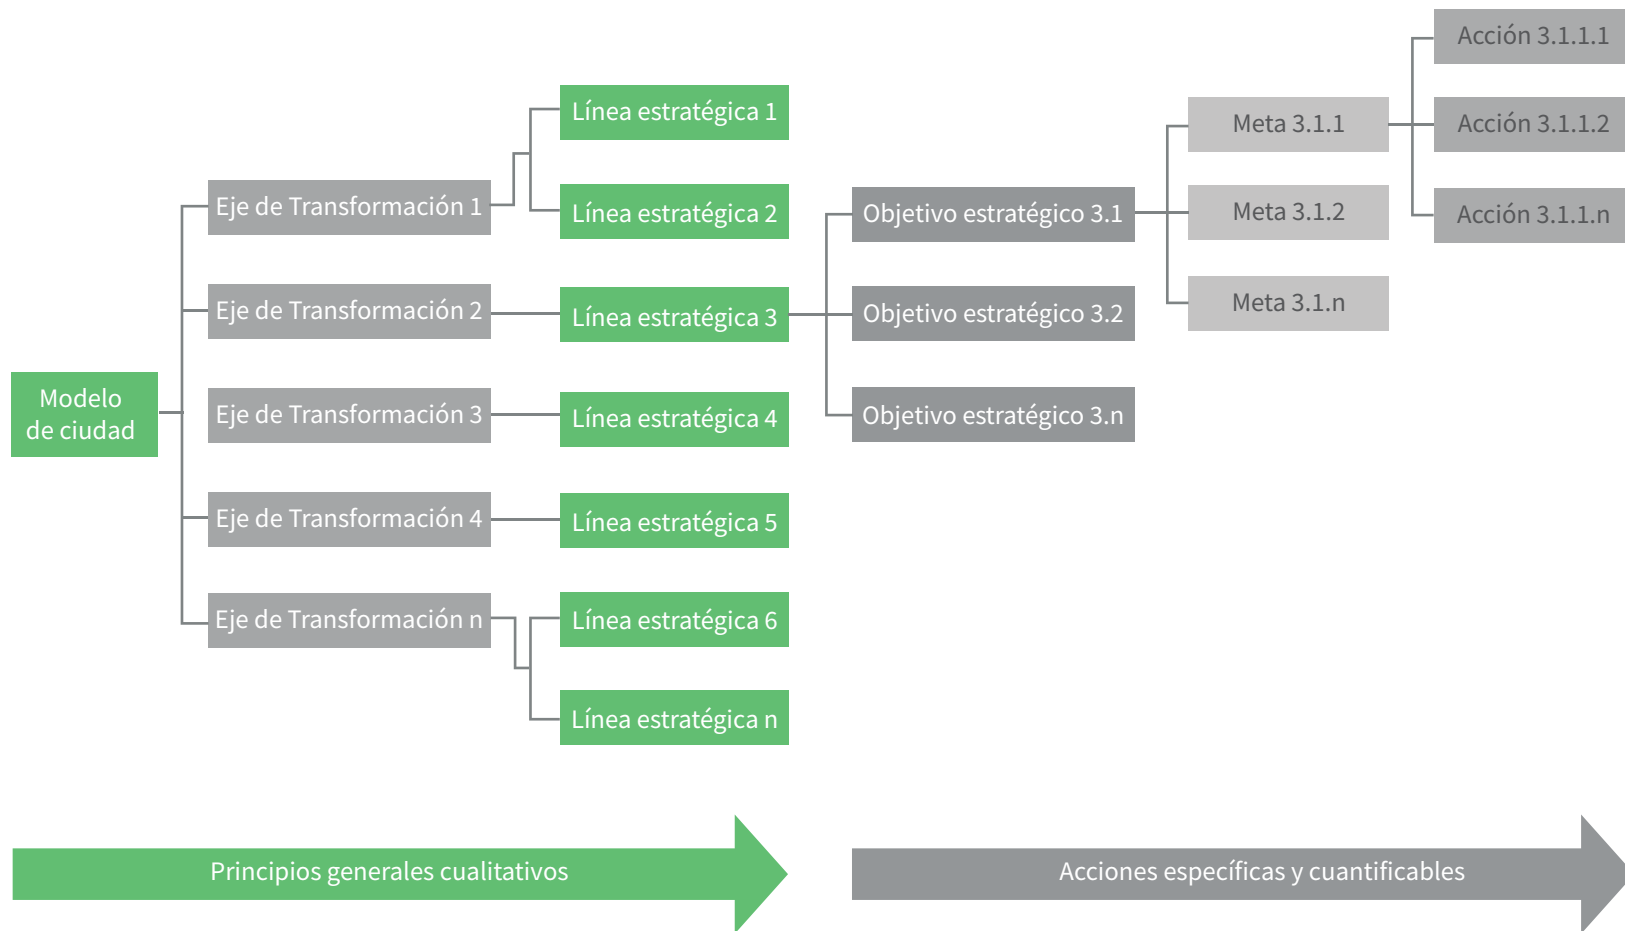 Modelo
de ciudad
Eje de Transformación 1
Eje de Transformación 2
Eje de Transformación 3
Eje de Transformación 4
Eje de Transformación n
Línea estratégica 1
Línea estratégica 2
Línea estratégica 3
Línea estratégica 4
Línea estratégica 5
Línea estratégica 6
Línea estratégica n
Objetivo estratégico 3.1
Objetivo estratégico 3.2
Objetivo estratégico 3.n
Meta 3.1.1
Meta 3.1.2
Meta 3.1.n
Acción 3.1.1.1
Acción 3.1.1.2
Acción 3.1.1.n
Principios generales cualitativos
Acciones específicas y cuantificables